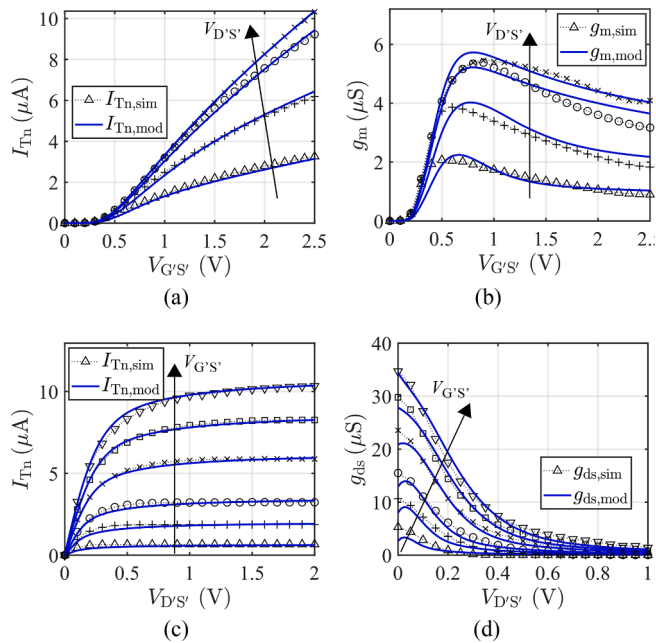 10
8
6
4
2
0
I_Tn (μA)
V_D'S'
I_Tn,sim
I_Tn,mod
0 0.5 1 1.5 2 2.5
V_G'S' (V)
(a)
6
4
2
0
g_m (μS)
V_D'S'
g_m,sim
g_m,mod
0 0.5 1 1.5 2 2.5
V_G'S' (V)
(b)
10
5
0
I_Tn (μA)
I_Tn,sim
I_Tn,mod
V_G'S'
0 0.5 1 1.5 2
V_D'S' (V)
(c)
40
30
20
10
0
g_ds (μS)
V_G'S'
g_ds,sim
g_ds,mod
0 0.2 0.4 0.6 0.8 1
V_D'S' (V)
(d)